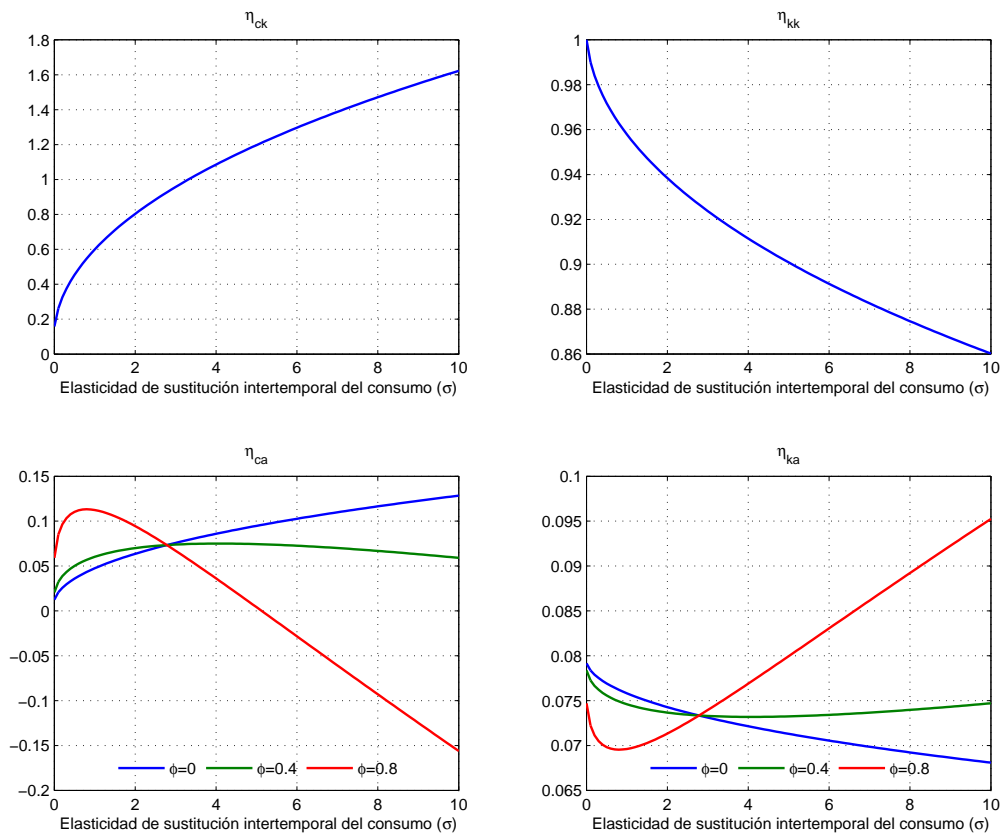 η_ck
1.8
1.6
1.4
1.2
1
0.8
0.6
0.4
0.2
0
0 2 4 6 8 10
Elasticidad de sustitución intertemporal del consumo (σ)
η_kk
1
0.98
0.96
0.94
0.92
0.9
0.88
0.86
0 2 4 6 8 10
Elasticidad de sustitución intertemporal del consumo (σ)
η_ca
0.15
0.1
0.05
0
−0.05
−0.1
−0.15
−0.2
φ=0 φ=0.4 φ=0.8
0 2 4 6 8 10
Elasticidad de sustitución intertemporal del consumo (σ)
η_ka
0.1
0.095
0.09
0.085
0.08
0.075
0.07
0.065
φ=0 φ=0.4 φ=0.8
0 2 4 6 8 10
Elasticidad de sustitución intertemporal del consumo (σ)